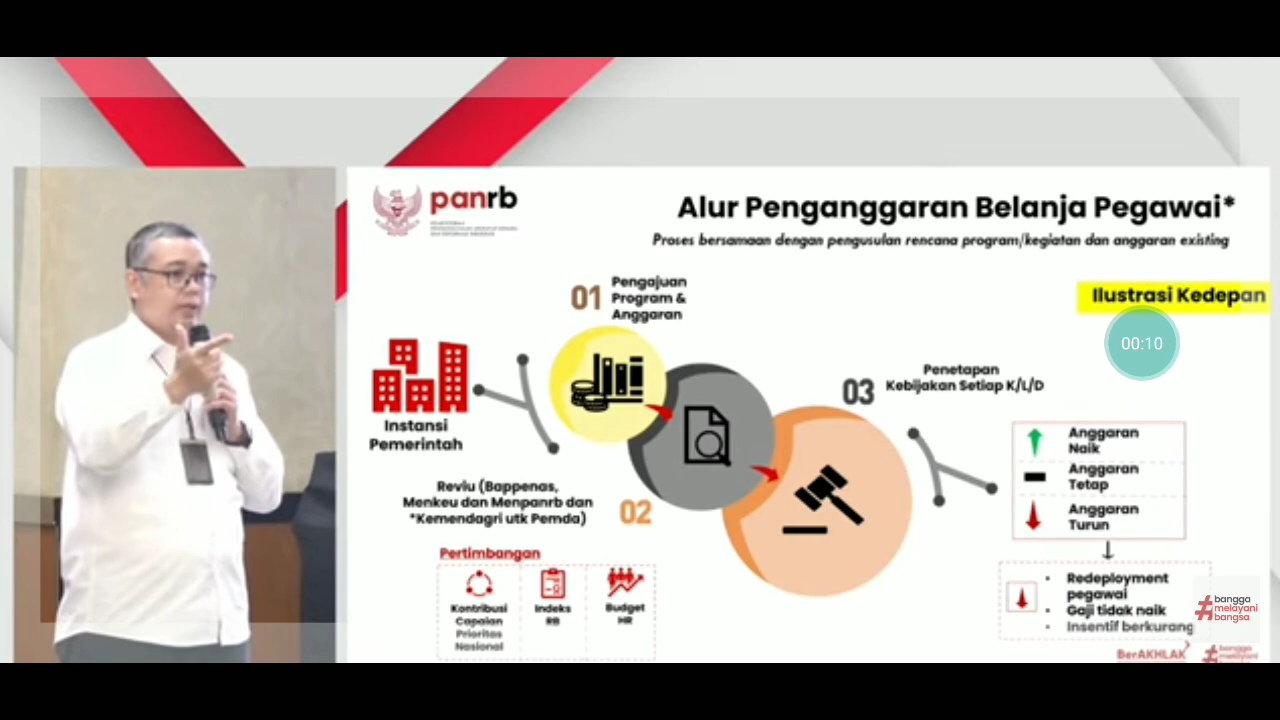 panrb
Alur Penganggaran Belanja Pegawai*
Proses bersamaan dengan pengusulan rencana program/kegiatan dan anggaran existing
Ilustrasi Kedepan
00:10
01
Pengajuan
Program &
Anggaran
Instansi
Pemerintah
Reviu (Bappenas,
Menkeu dan Menpanrb dan
*Kemendagri utk Pemda)
02
Pertimbangan
Kontribusi
Capaian
Prioritas
Nasional
Indeks
RB
Budget
HR
03
Penetapan
Kebijakan Setiap K/L/D
Anggaran
Naik
Anggaran
Tetap
Anggaran
Turun
Redeployment
pegawai
Gaji tidak naik
Insentif berkurang
#bangga
melayani
bangsa
BerAKHLAK
#bangga
melayani